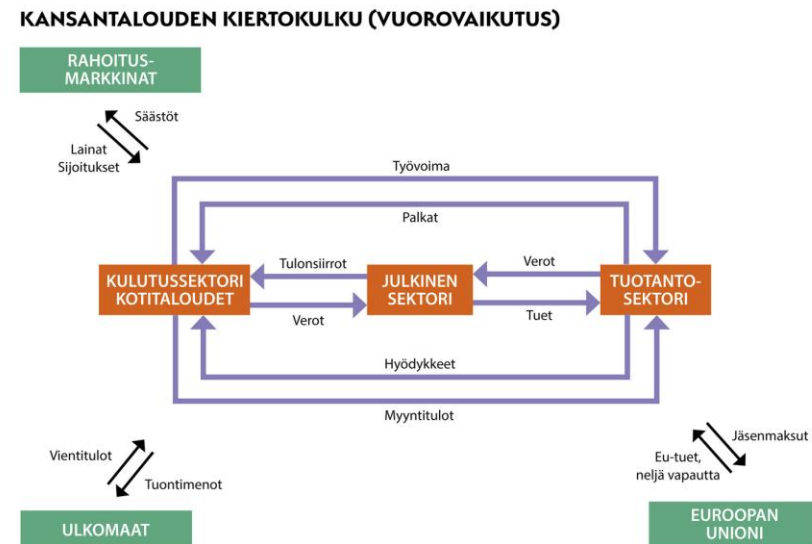 KANSANTALOUDEN KIERTOKULKU (VUOROVAIKUTUS)
RAHOITUS-
MARKKINAT
Säästöt
Lainat
Sijoitukset
Työvoima
Palkat
Tulonsiirrot
Verot
KULUTUSSEKTORI
KOTITALOUDET
JULKINEN
SEKTORI
TUOTANTO-
SEKTORI
Verot
Tuet
Hyödykkeet
Myyntitulot
Vientitulot
Tuontimenot
Jäsenmaksut
Eu-tuet,
neljä vapautta
ULKOMAAT
EUROOPAN
UNIONI